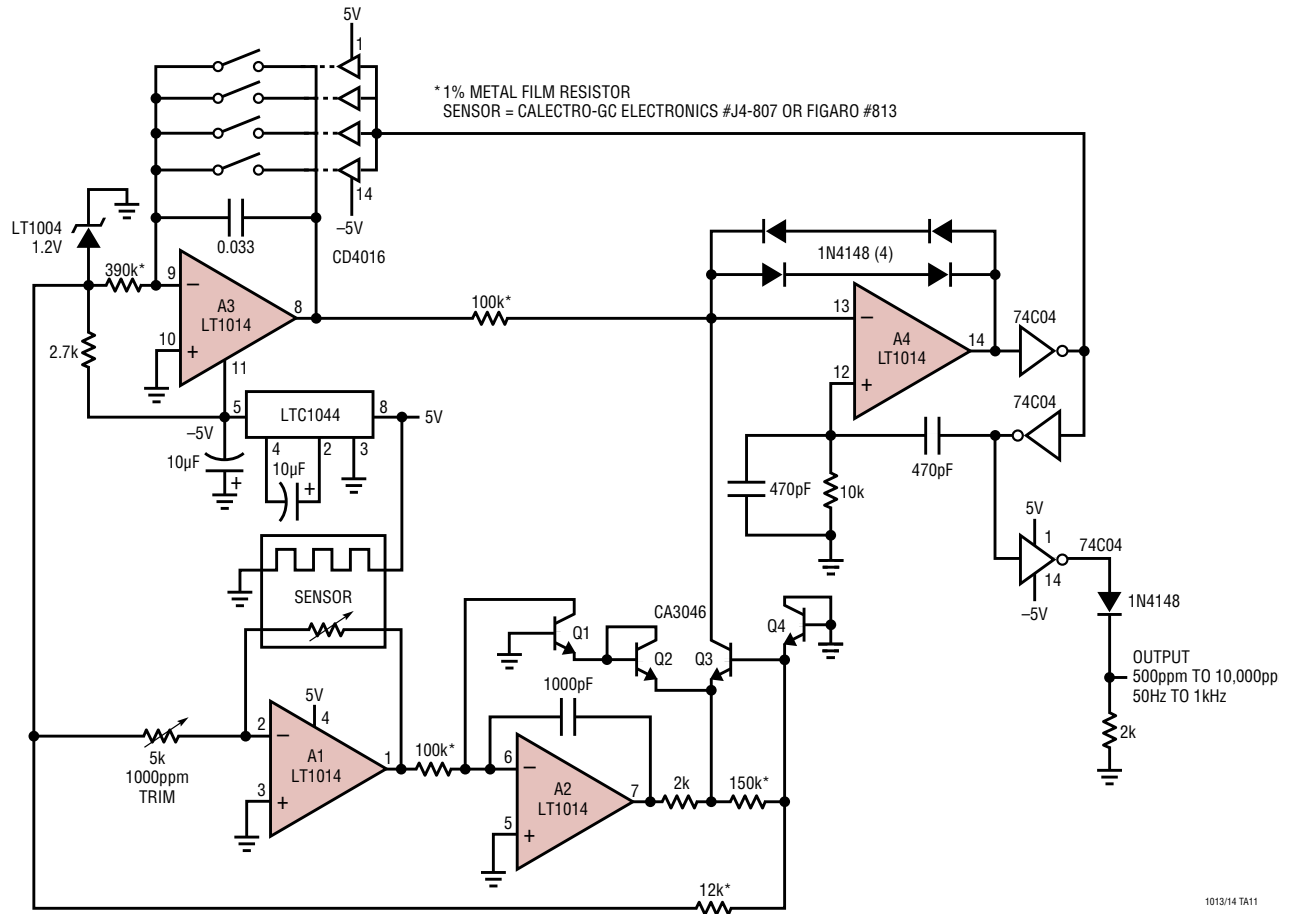 5V
1
* 1% METAL FILM RESISTOR
SENSOR = CALECTRO-GC ELECTRONICS #J4-807 OR FIGARO #813
14
–5V
CD4016
LT1004
1.2V
0.033
390k*
9
–
A3
LT1014
8
10
+
11
2.7k
100k*
1N4148 (4)
13
–
A4
LT1014
14
12
+
74C04
74C04
5
LTC1044
8
5V
–5V
4
2
3
10µF
+
10µF
+
470pF
470pF
10k
5V
1
74C04
14
–5V
1N4148
SENSOR
CA3046
Q1
Q2
Q3
Q4
OUTPUT
500ppm TO 10,000pp
50Hz TO 1kHz
2k
1000pF
5V
4
5k
1000ppm
TRIM
2
–
A1
LT1014
1
3
+
100k*
6
–
A2
LT1014
7
5
+
2k
150k*
12k*
1013/14 TA11